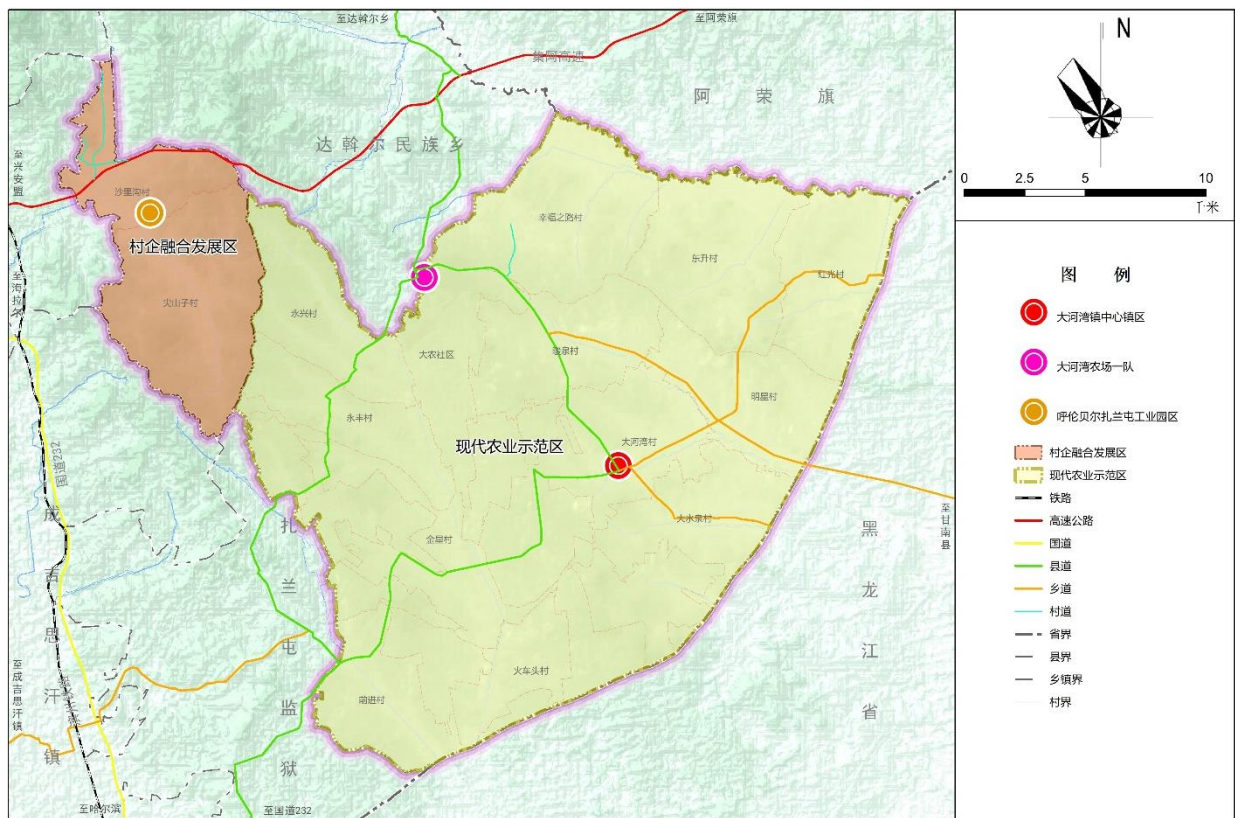 至达斡尔乡
至阿荣旗
集阿高速
阿荣旗
达斡尔民族乡
至兴安盟
沙里沟村
幸福之路村
村企融合发展区
东升村
红光村
至海拉尔
尖山子村
永兴村
大农社区
明星村
永丰村
现代农业示范区
大河湾村
国道232
大水泉村
至甘南县
金星村
扎兰屯监狱
黑龙江省
成吉思汗镇
火车头村
前进村
至成吉思汗镇
至哈尔滨
至国道232
N
0 2.5 5 10
千米
图 例
大河湾镇中心镇区
大河湾农场一队
呼伦贝尔扎兰屯工业园区
村企融合发展区
现代农业示范区
铁路
高速公路
国道
县道
乡道
村道
省界
县界
乡镇界
村界